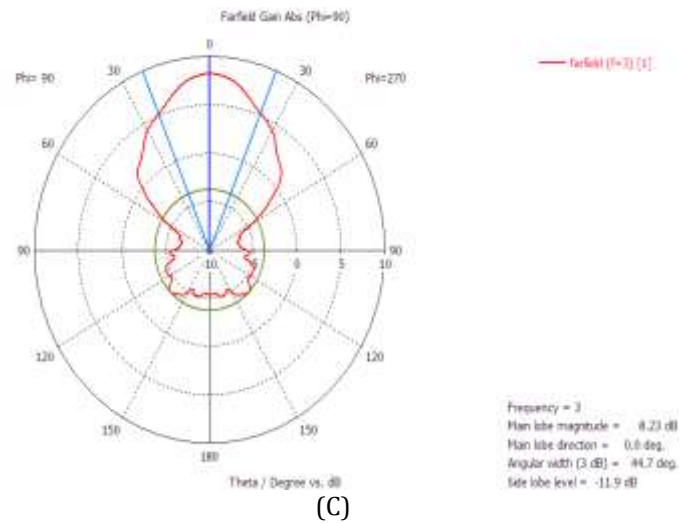 Farfield Gain Abs (Phi=90)
0
30
30
Phi= 90
Phi=270
farfield (f=3) [1]
60
60
90
-10
-5
0
5
10
90
120
120
150
150
180
Theta / Degree vs. dB
Frequency = 3
Main lobe magnitude = 8.23 dB
Main lobe direction = 0.0 deg.
Angular width (3 dB) = 44.7 deg.
Side lobe level = -11.9 dB
(C)